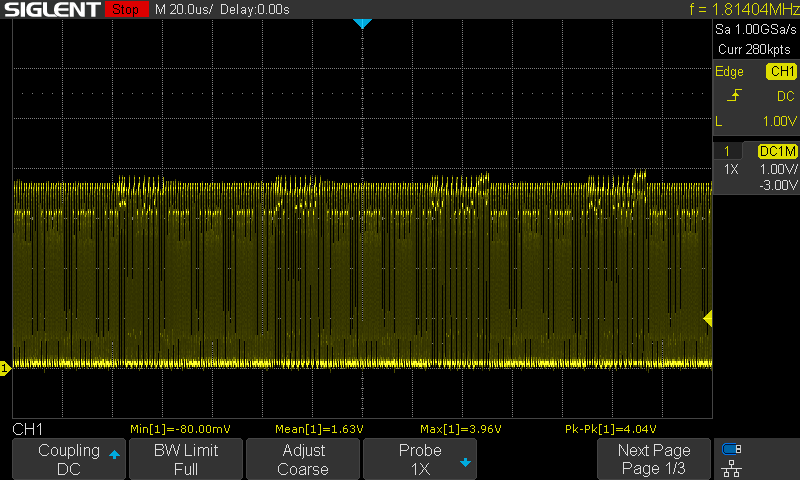 SIGLENT Stop M 20.0us/ Delay:0.00s f = 1.81404MHz
Sa 1.00GSa/s
Curr 280kpts
Edge CH1
DC
L 1.00V
1 DC1M
1X 1.00V/
-3.00V
1
CH1 Min[1]=-80.00mV Mean[1]=1.63V Max[1]=3.96V Pk-Pk[1]=4.04V
Coupling BW Limit Adjust Probe Next Page
DC Full Coarse 1X Page 1/3